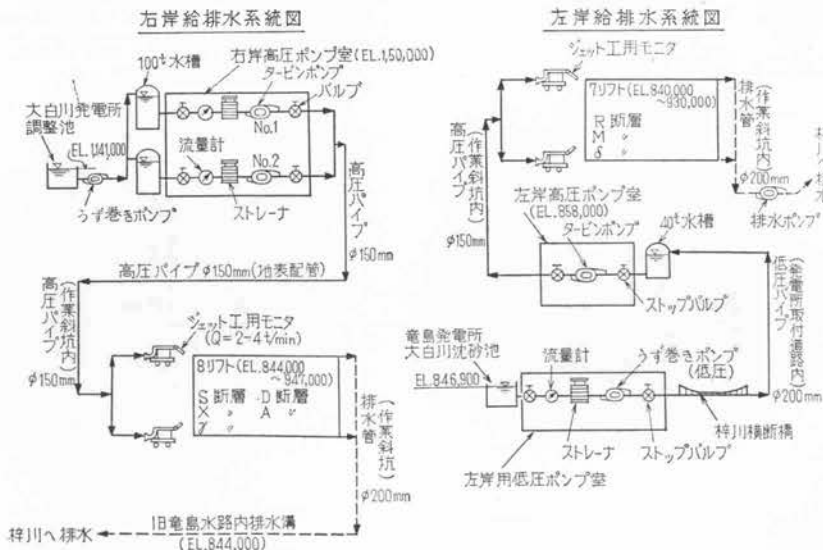 右岸給排水系統図
100t水槽
右岸高圧ポンプ室(EL.1,50,000)
タービンポンプ
バルブ
大白川発電所
調整池
EL.1,141,000
No.1
流量計
No.2
うず巻きポンプ
ストレーナ
高圧パイプ
φ150mm
高圧パイプφ150mm(地表配管)
高圧パイプ
(作業斜坑内)
φ150mm
ジェット工用モニタ
(Q=2-4t/min)
8リフト(EL.844,000
～947,000)
S断層 D断層
X 〃 A 〃
γ 〃
排水管
(作業斜坑)
φ200mm
旧竜島水路内排水溝
(EL.844,000)
梓川へ排水
左岸給排水系統図
ジェット工用モニタ
7リフト(EL.840,000
～930,000)
R断層
M 〃
δ 〃
排水管
(作業斜坑内)
φ200mm
排水ポンプ
高圧パイプ
(作業斜坑内)
φ150mm
左岸高圧ポンプ室
(EL.858,000)
タービンポンプ
40t水槽
ストップバルブ
低圧パイプ
(発電所取付道路内)
φ200mm
竜島発電所
大白川沈砂池
EL.846,900
流量計
うず巻きポンプ
(低圧)
ストレーナ
ストップバルブ
梓川横断橋
左岸用低圧ポンプ室